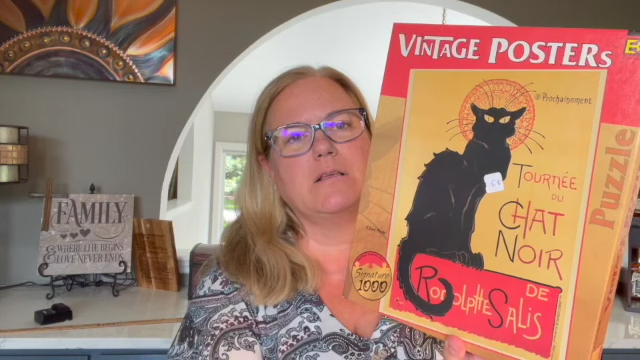 FAMILY
WHERE LIFE BEGINS
& LOVE NEVER ENDS
VINTAGE POSTERS
Prochainement
TOURNÉE
DU
CHAT
NOIR
DE
RODOLPHE SALIS
Signature
1000
Puzzle